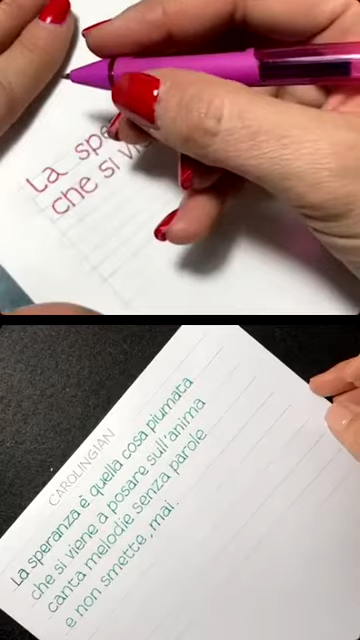 La spe
che si vie
CAROLINGIAN
La speranza è quella cosa piumata
che si viene a posare sull'anima
canta melodie senza parole
e non smette, mai.